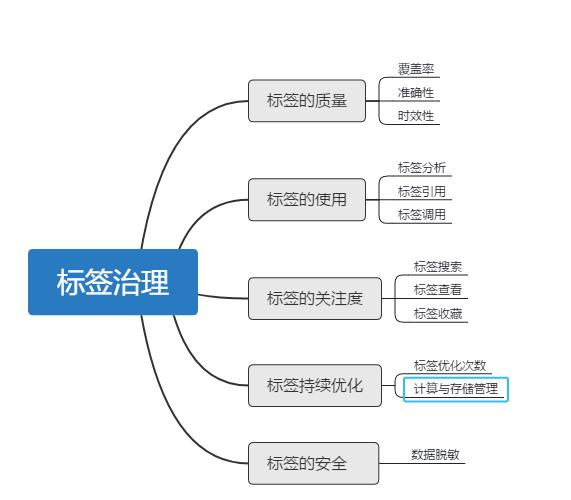 标签治理
标签的质量
覆盖率
准确性
时效性
标签的使用
标签分析
标签引用
标签调用
标签的关注度
标签搜索
标签查看
标签收藏
标签持续优化
标签优化次数
计算与存储管理
标签的安全
数据脱敏